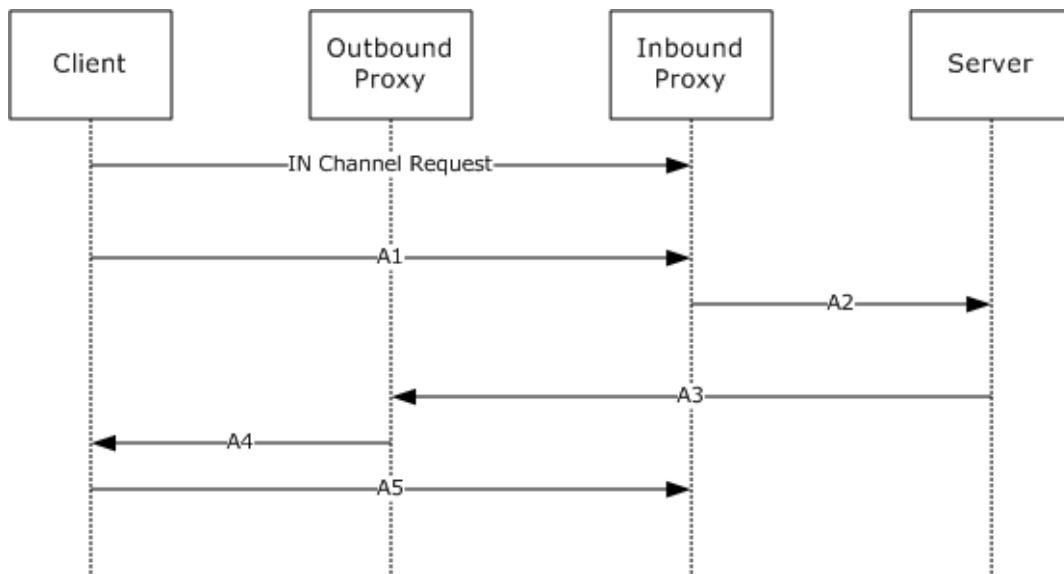 Client
Outbound
Proxy
Inbound
Proxy
Server
IN Channel Request
A1
A2
A3
A4
A5